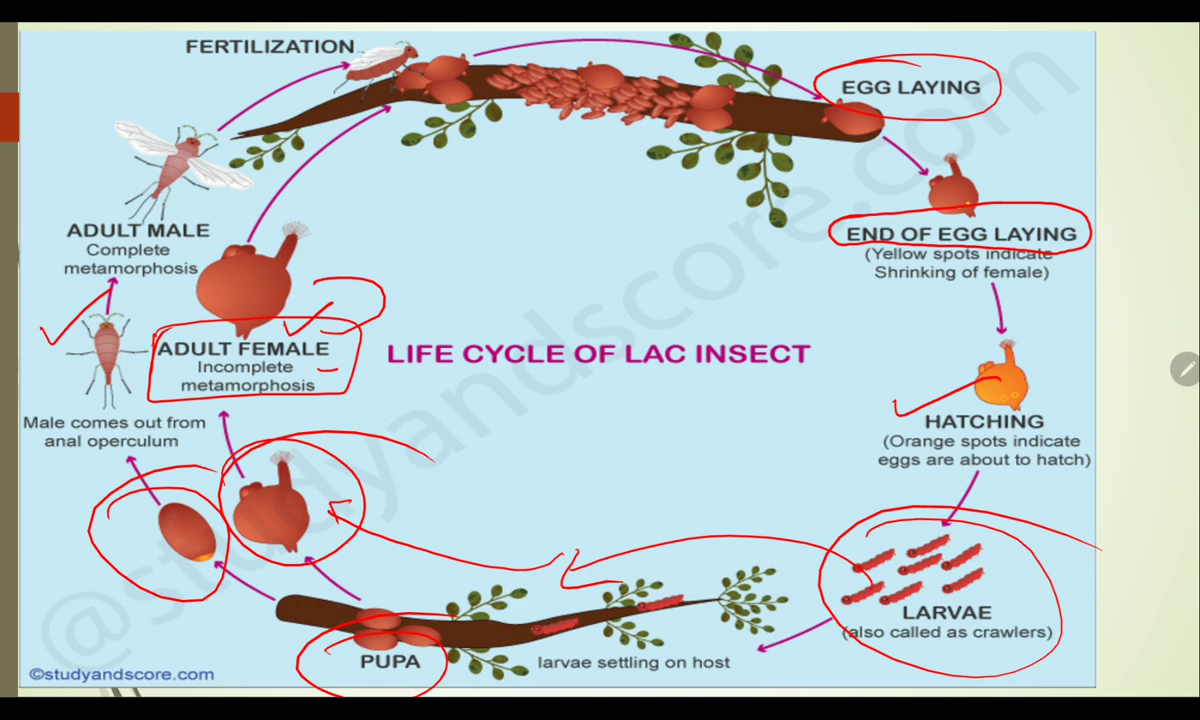 FERTILIZATION
EGG LAYING
ADULT MALE
Complete
metamorphosis
END OF EGG LAYING
(Yellow spots indicate
Shrinking of female)
ADULT FEMALE
Incomplete
metamorphosis
LIFE CYCLE OF LAC INSECT
HATCHING
(Orange spots indicate
eggs are about to hatch)
Male comes out from
anal operculum
LARVAE
(also called as crawlers)
PUPA
larvae settling on host
©studyandscore.com
@studyandscore.com